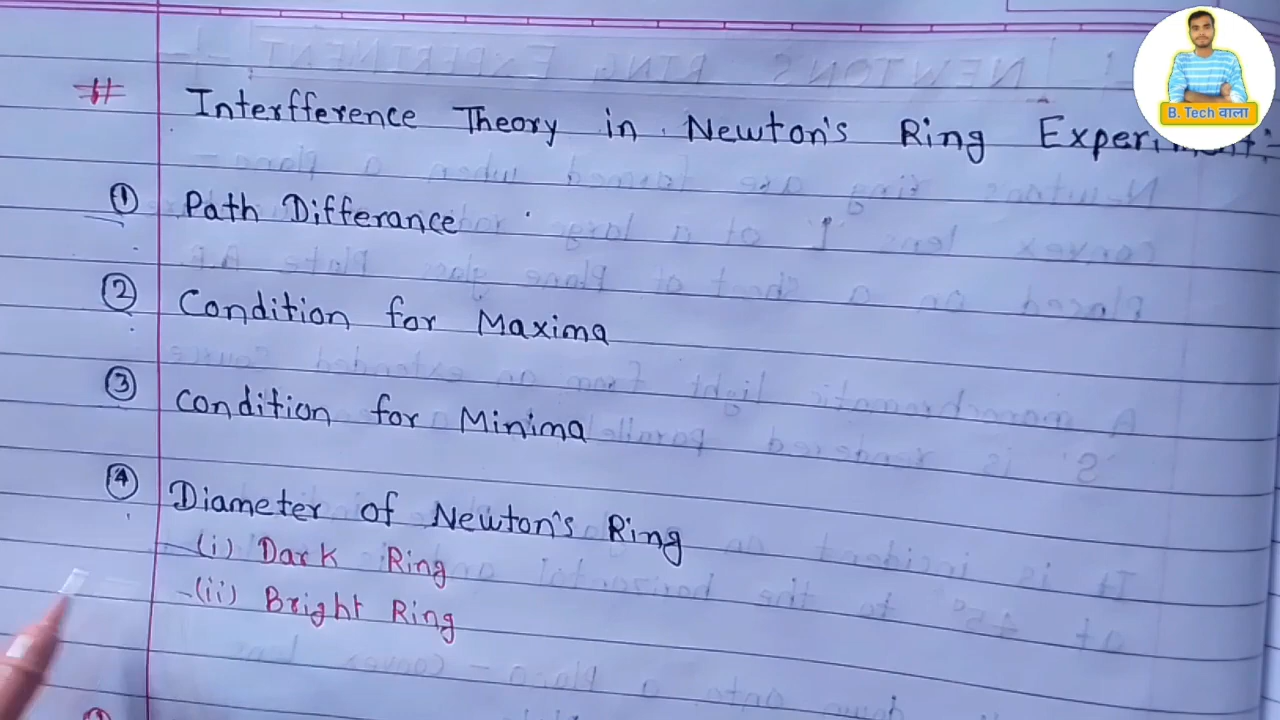 # Interfference Theory in Newton's Ring Experiment:-
① Path Differance
② Condition for Maxima
③ Condition for Minima
④ Diameter of Newton's Ring
(i) Dark Ring
(ii) Bright Ring
B. Tech वाला